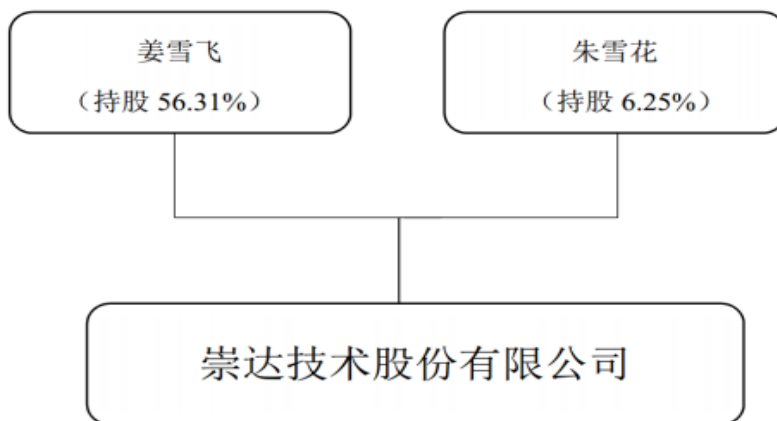 姜雪飞
（持股 56.31%）
朱雪花
（持股 6.25%）
崇达技术股份有限公司